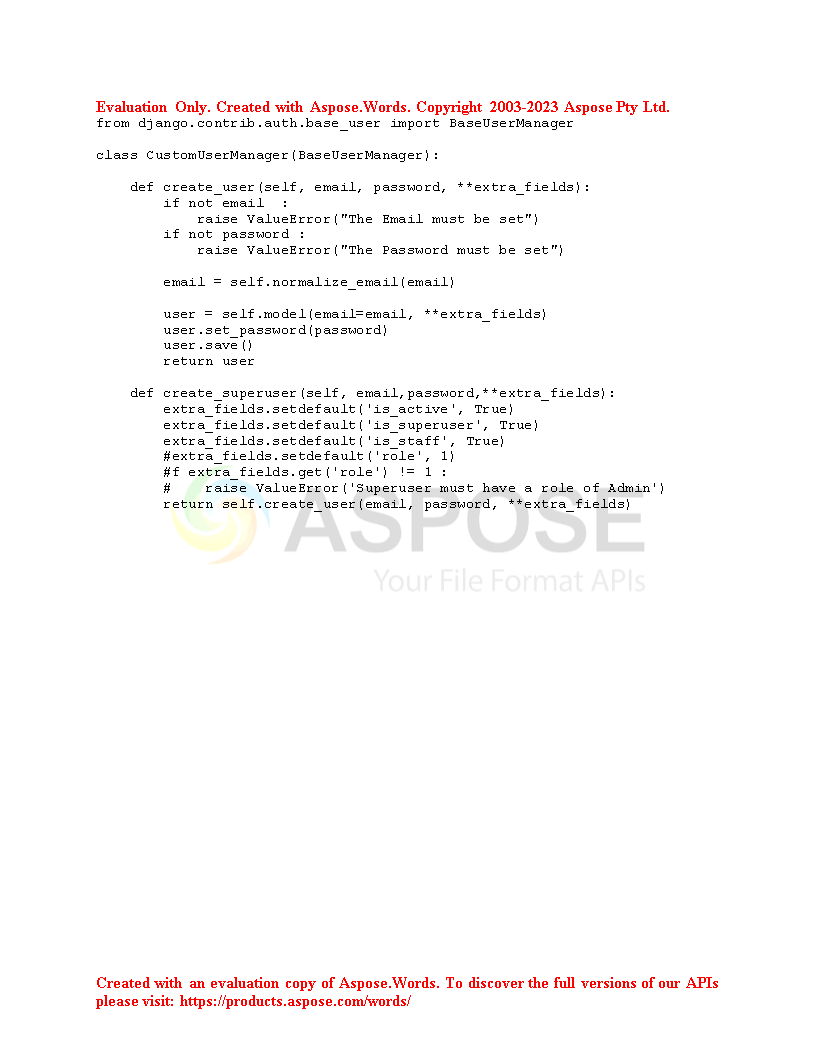 Evaluation Only. Created with Aspose.Words. Copyright 2003-2023 Aspose Pty Ltd.
from django.contrib.auth.base_user import BaseUserManager

class CustomUserManager(BaseUserManager):

    def create_user(self, email, password, **extra_fields):
        if not email  :
            raise ValueError("The Email must be set")
        if not password :
            raise ValueError("The Password must be set")

        email = self.normalize_email(email)

        user = self.model(email=email, **extra_fields)
        user.set_password(password)
        user.save()
        return user

    def create_superuser(self, email,password,**extra_fields):
        extra_fields.setdefault('is_active', True)
        extra_fields.setdefault('is_superuser', True)
        extra_fields.setdefault('is_staff', True)
        #extra_fields.setdefault('role', 1)
        #f extra_fields.get('role') != 1 :
        #    raise ValueError('Superuser must have a role of Admin')
        return self.create_user(email, password, **extra_fields)
ASPOSE
Your File Format APIs
Created with an evaluation copy of Aspose.Words. To discover the full versions of our APIs
please visit: https://products.aspose.com/words/